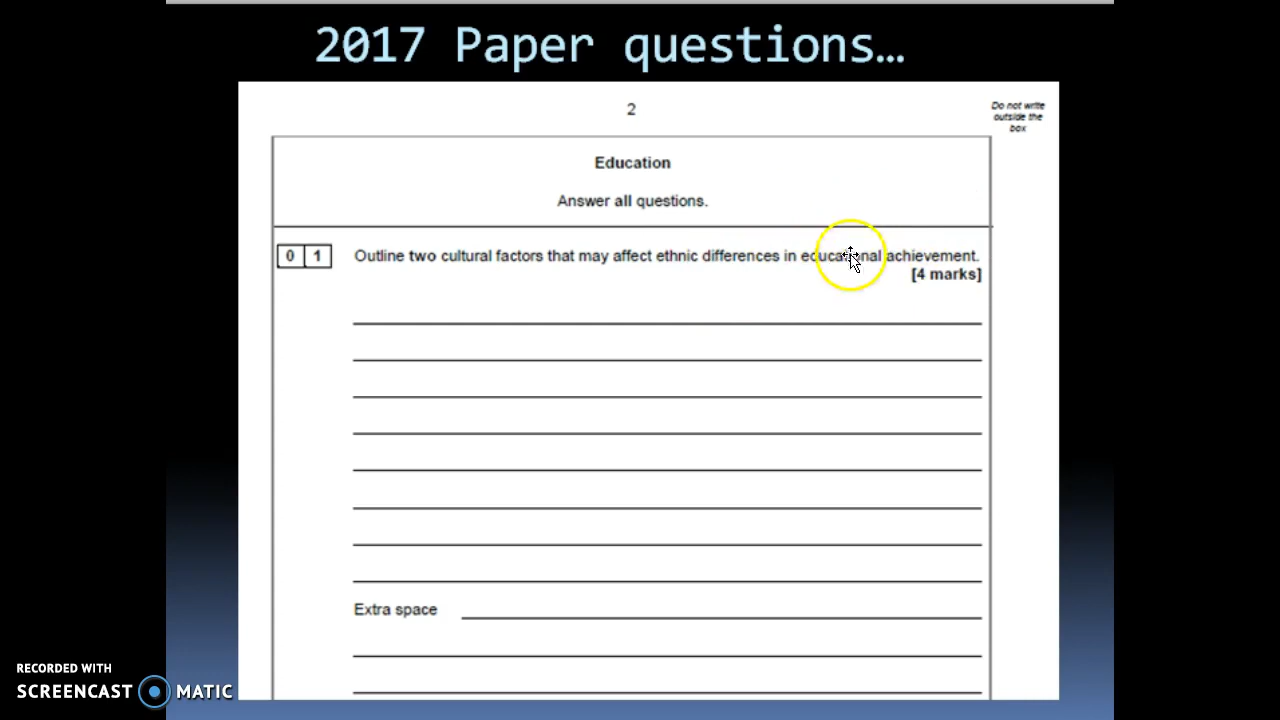 2017 Paper questions…
2
Do not write
outside the
box
Education
Answer all questions.
0 1 Outline two cultural factors that may affect ethnic differences in educational achievement.
[4 marks]
Extra space
RECORDED WITH
SCREENCAST MATIC